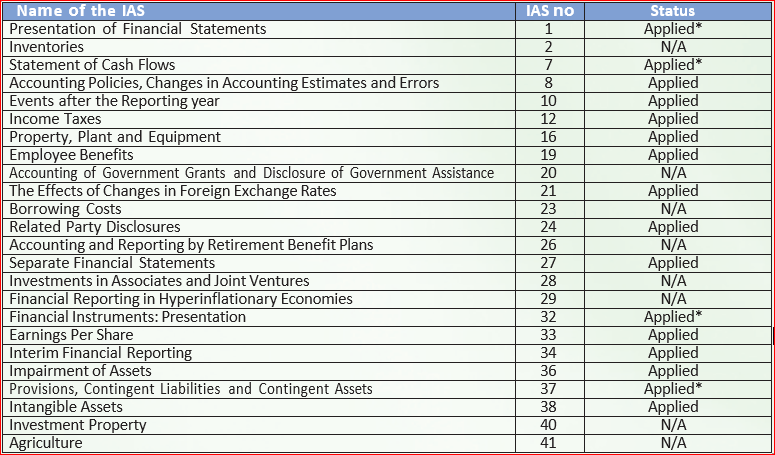 Name of the IAS IAS no Status
Presentation of Financial Statements 1 Applied*
Inventories 2 N/A
Statement of Cash Flows 7 Applied*
Accounting Policies, Changes in Accounting Estimates and Errors 8 Applied
Events after the Reporting year 10 Applied
Income Taxes 12 Applied
Property, Plant and Equipment 16 Applied
Employee Benefits 19 Applied
Accounting of Government Grants and Disclosure of Government Assistance 20 N/A
The Effects of Changes in Foreign Exchange Rates 21 Applied
Borrowing Costs 23 N/A
Related Party Disclosures 24 Applied
Accounting and Reporting by Retirement Benefit Plans 26 N/A
Separate Financial Statements 27 Applied
Investments in Associates and Joint Ventures 28 N/A
Financial Reporting in Hyperinflationary Economies 29 N/A
Financial Instruments: Presentation 32 Applied*
Earnings Per Share 33 Applied
Interim Financial Reporting 34 Applied
Impairment of Assets 36 Applied
Provisions, Contingent Liabilities and Contingent Assets 37 Applied*
Intangible Assets 38 Applied
Investment Property 40 N/A
Agriculture 41 N/A